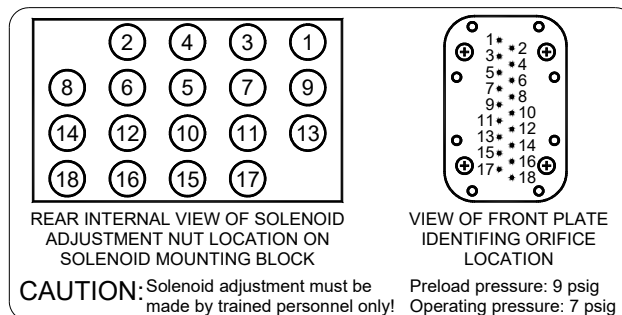 2 4 3 1
8 6 5 7 9
14 12 10 11 13
18 16 15 17
REAR INTERNAL VIEW OF SOLENOID
ADJUSTMENT NUT LOCATION ON
SOLENOID MOUNTING BLOCK
1
2
3
4
5
6
7
8
9
10
11
12
13
14
15
16
17
18
VIEW OF FRONT PLATE
IDENTIFING ORIFICE
LOCATION
CAUTION: Solenoid adjustment must be
made by trained personnel only!
Preload pressure: 9 psig
Operating pressure: 7 psig